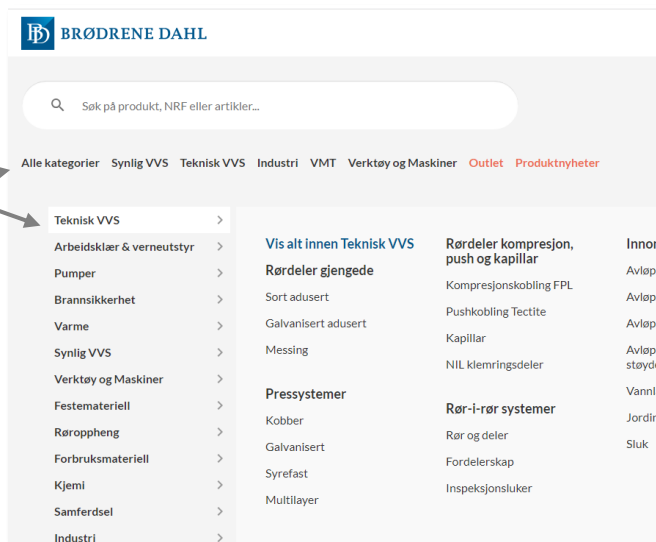 BRØDRENE DAHL
Søk på produkt, NRF eller artikler...
Alle kategorier Synlig VVS Teknisk VVS Industri VMT Verktøy og Maskiner Outlet Produktnyheter
Teknisk VVS
Arbeidsklær & verneutstyr
Pumper
Brannsikkerhet
Varme
Synlig VVS
Verktøy og Maskiner
Festemateriell
Røroppheng
Forbruksmateriell
Kjemi
Samferdsel
Industri
Vis alt innen Teknisk VVS
Rørdeler gjengede
Sort adusert
Galvanisert adusert
Messing
Pressystemer
Kobber
Galvanisert
Syrefast
Multilayer
Rørdeler kompresjon,
push og kapillar
Kompresjonskobling FPL
Pushkobling Tectite
Kapillar
NIL klemringsdeler
Rør-i-rør systemer
Rør og deler
Fordelerskap
Inspeksjonsluker
Avløp
Avløp
Avløp
Avløp
Sluk